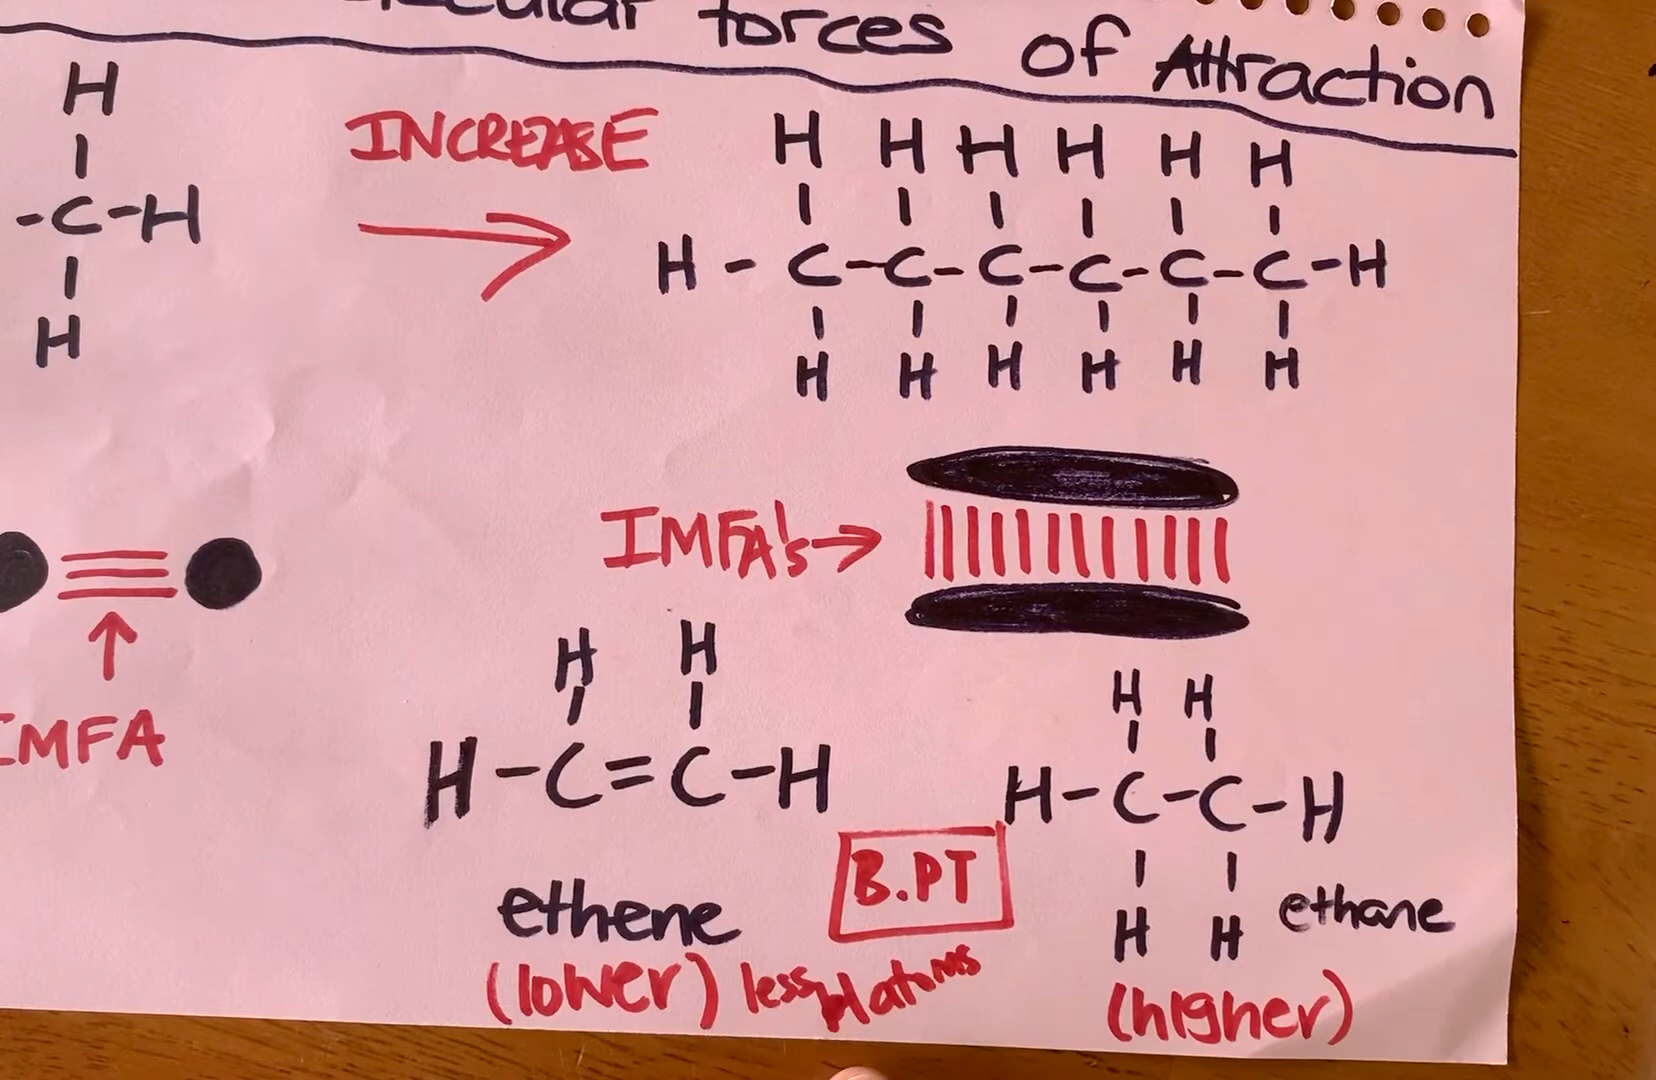 forces of Attraction
INCREASE
H
H H H H H H
-C-H
H-C-C-C-C-C-C-H
H
H H H H H H
IMFA's→
IMFA
H H
H-C=C-H
H H
H-C-C-H
H H
B.PT
ethene
ethane
(lower) less
(higher)